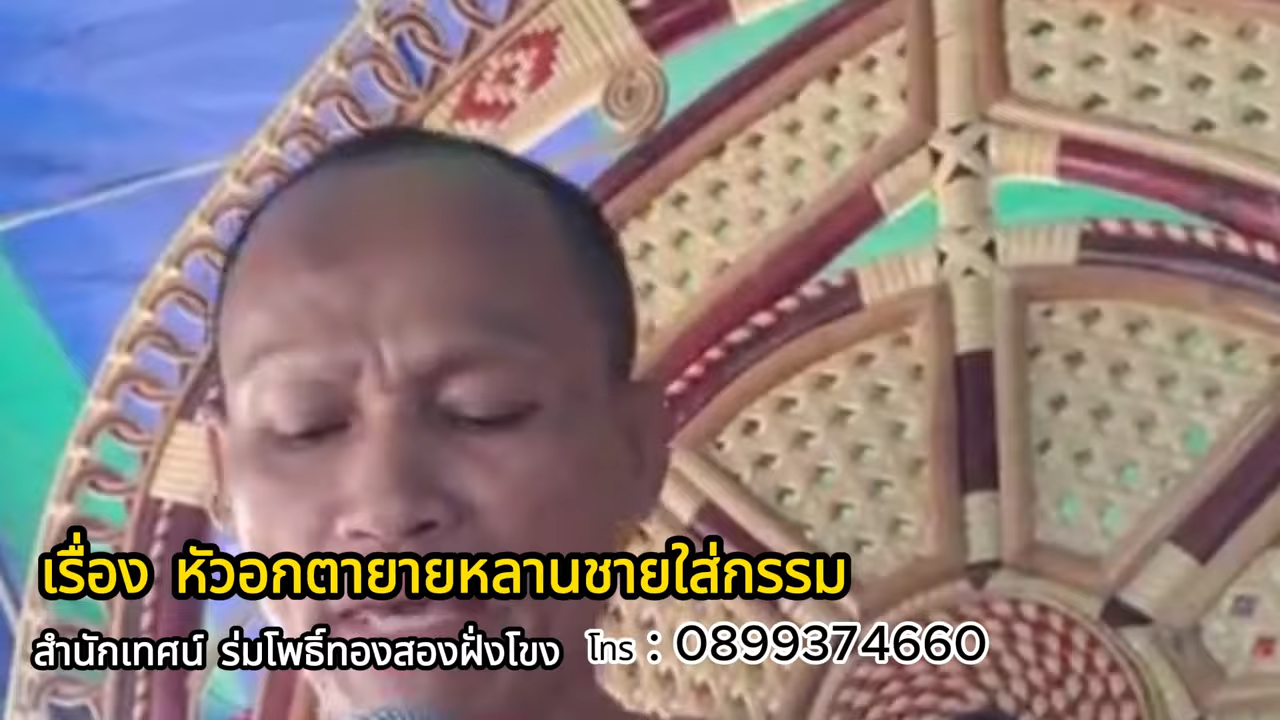 เรื่อง หัวอกตายายหลานชายใส่กรรม
สำนักเทศน์ ร่มโพธิ์ทองสองฝั่งโขง โทร : 0899374660